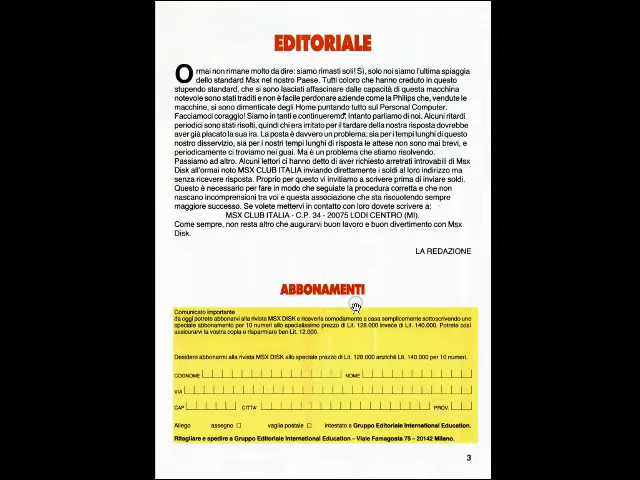 EDITORIALE
Ormai non rimane molto da dire: siamo rimasti soli! Sì, solo noi siamo l'ultima spiaggia
dello standard Msx nel nostro Paese. Tutti coloro che hanno creduto in questo
stupendo standard, che si sono lasciati affascinare dalle capacità di questa macchina
notevole sono stati traditi e non è facile perdonare aziende come la Philips che, vendute le
macchine, si sono dimenticate degli Home puntando tutto sul Personal Computer.
Facciamoci coraggio! Siamo in tanti e continueremo. Intanto parliamo di noi. Alcuni ritardi
periodici sono stati risolti, quindi chi era irritato per il tardare della nostra risposta dovrebbe
aver già placato la sua ira. La posta è davvero un problema: sia per i tempi lunghi di questo
nostro disservizio, sia per i nostri tempi lunghi di risposta le attese non sono mai brevi, e
periodicamente ci troviamo nei guai. Ma è un problema che stiamo risolvendo.
Passiamo ad altro. Alcuni lettori ci hanno detto di aver richiesto arretrati introvabili di Msx
Disk all'ormai noto MSX CLUB ITALIA inviando direttamente i soldi al loro indirizzo ma
senza ricevere risposta. Proprio per questo vi invitiamo a scrivere prima di inviare soldi.
Questo è necessario per fare in modo che seguiate la procedura corretta e che non
nascano incomprensioni tra voi e questa associazione che sta riscuotendo sempre
maggiore successo. Se volete mettervi in contatto con loro dovete scrivere a:
MSX CLUB ITALIA - C.P. 34 - 20075 LODI CENTRO (MI).
Come sempre, non resta altro che augurarvi buon lavoro e buon divertimento con Msx
Disk.
LA REDAZIONE
ABBONAMENTI
Comunicato importante
da oggi potrete abbonarvi alla rivista MSX DISK e riceverla comodamente a casa semplicemente sottoscrivendo uno
speciale abbonamento per 10 numeri allo specialissimo prezzo di Lit. 128.000 invece di Lit. 140.000. Potrete così
assicurarvi la vostra copia e risparmiare ben Lit. 12.000.
Desidero abbonarmi alla rivista MSX DISK allo speciale prezzo di Lit. 128.000 anziché Lit. 140.000 per 10 numeri.
COGNOME NOME
VIA
CAP CITTA' PROV.
Allego assegno □ vaglia postale □ intestato a Gruppo Editoriale International Education.
Ritagliare e spedire a Gruppo Editoriale International Education – Viale Famagosta 75 – 20142 Milano.
3